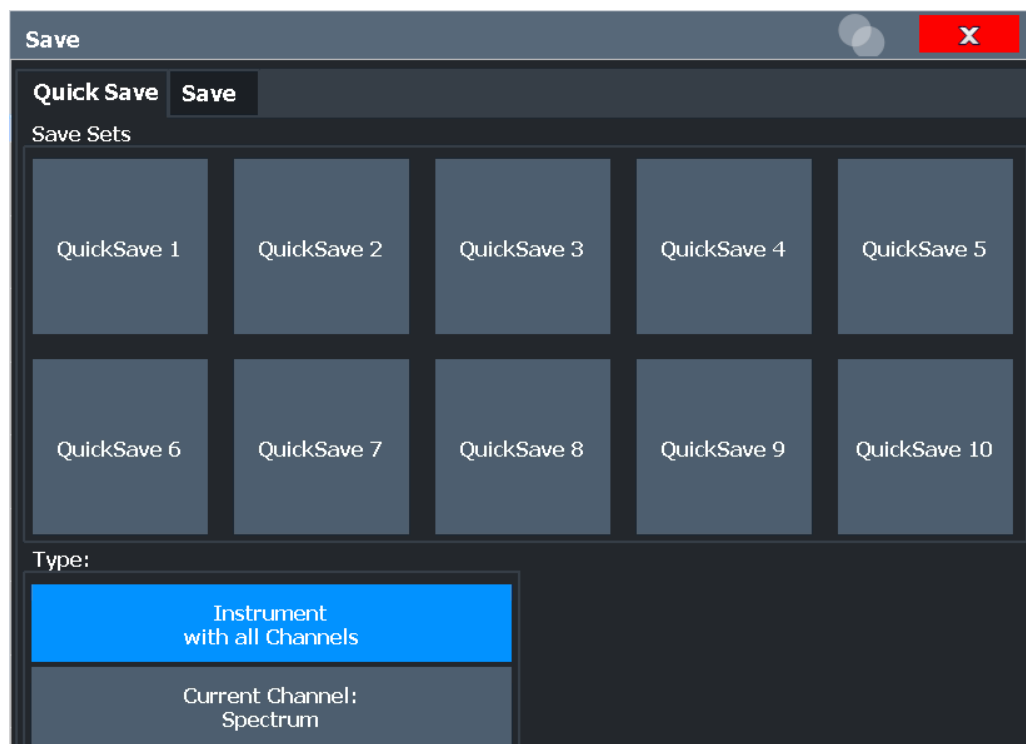 Save
X
Quick Save Save
Save Sets
QuickSave 1 QuickSave 2 QuickSave 3 QuickSave 4 QuickSave 5
QuickSave 6 QuickSave 7 QuickSave 8 QuickSave 9 QuickSave 10
Type:
Instrument
with all Channels
Current Channel:
Spectrum